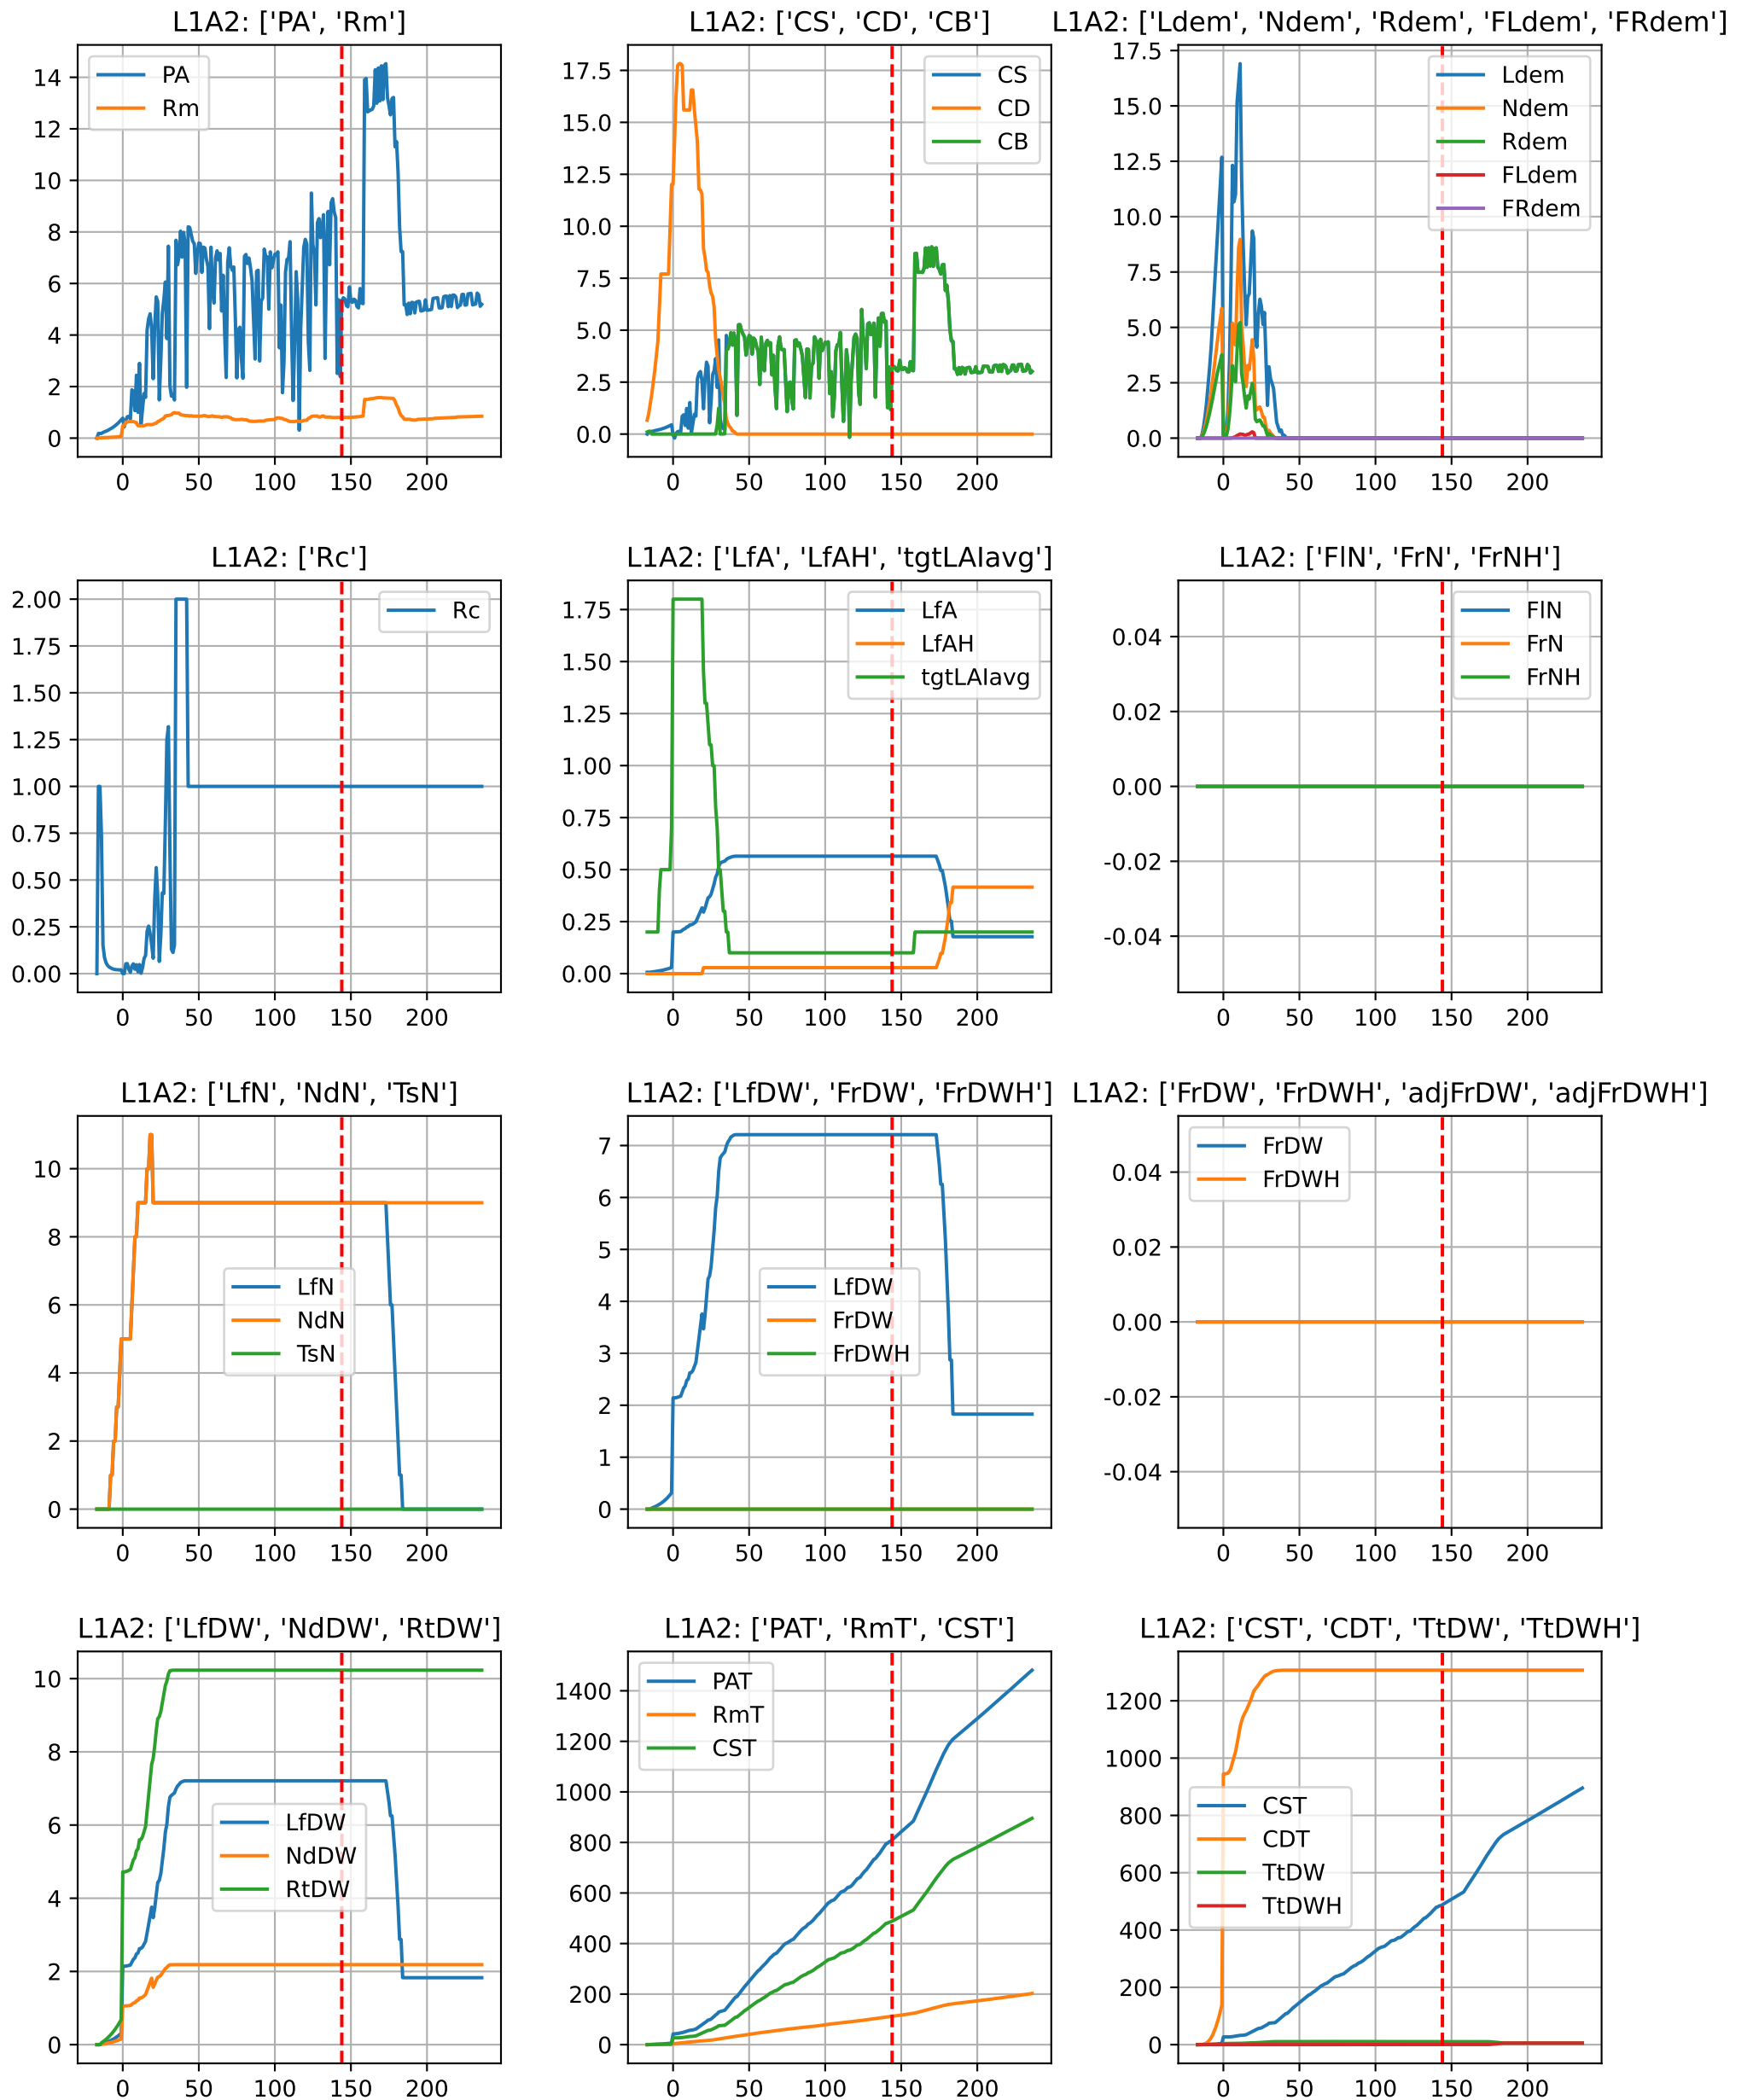 L1A2: ['PA', 'Rm']
14
12
10
8
6
4
2
0
0 50 100 150 200
PA
Rm
L1A2: ['CS', 'CD', 'CB']
17.5
15.0
12.5
10.0
7.5
5.0
2.5
0.0
0 50 100 150 200
CS
CD
CB
L1A2: ['Ldem', 'Ndem', 'Rdem', 'FLdem', 'FRdem']
17.5
15.0
12.5
10.0
7.5
5.0
2.5
0.0
0 50 100 150 200
Ldem
Ndem
Rdem
FLdem
FRdem
L1A2: ['Rc']
2.00
1.75
1.50
1.25
1.00
0.75
0.50
0.25
0.00
0 50 100 150 200
Rc
L1A2: ['LfA', 'LfAH', 'tgtLAIavg']
1.75
1.50
1.25
1.00
0.75
0.50
0.25
0.00
0 50 100 150 200
LfA
LfAH
tgtLAIavg
L1A2: ['FlN', 'FrN', 'FrNH']
0.04
0.02
0.00
-0.02
-0.04
0 50 100 150 200
FlN
FrN
FrNH
L1A2: ['LfN', 'NdN', 'TsN']
10
8
6
4
2
0
0 50 100 150 200
LfN
NdN
TsN
L1A2: ['LfDW', 'FrDW', 'FrDWH']
7
6
5
4
3
2
1
0
0 50 100 150 200
LfDW
FrDW
FrDWH
L1A2: ['FrDW', 'FrDWH', 'adjFrDW', 'adjFrDWH']
0.04
0.02
0.00
-0.02
-0.04
0 50 100 150 200
FrDW
FrDWH
L1A2: ['LfDW', 'NdDW', 'RtDW']
10
8
6
4
2
0
0 50 100 150 200
LfDW
NdDW
RtDW
L1A2: ['PAT', 'RmT', 'CST']
1400
1200
1000
800
600
400
200
0
0 50 100 150 200
PAT
RmT
CST
L1A2: ['CST', 'CDT', 'TtDW', 'TtDWH']
1200
1000
800
600
400
200
0
0 50 100 150 200
CST
CDT
TtDW
TtDWH